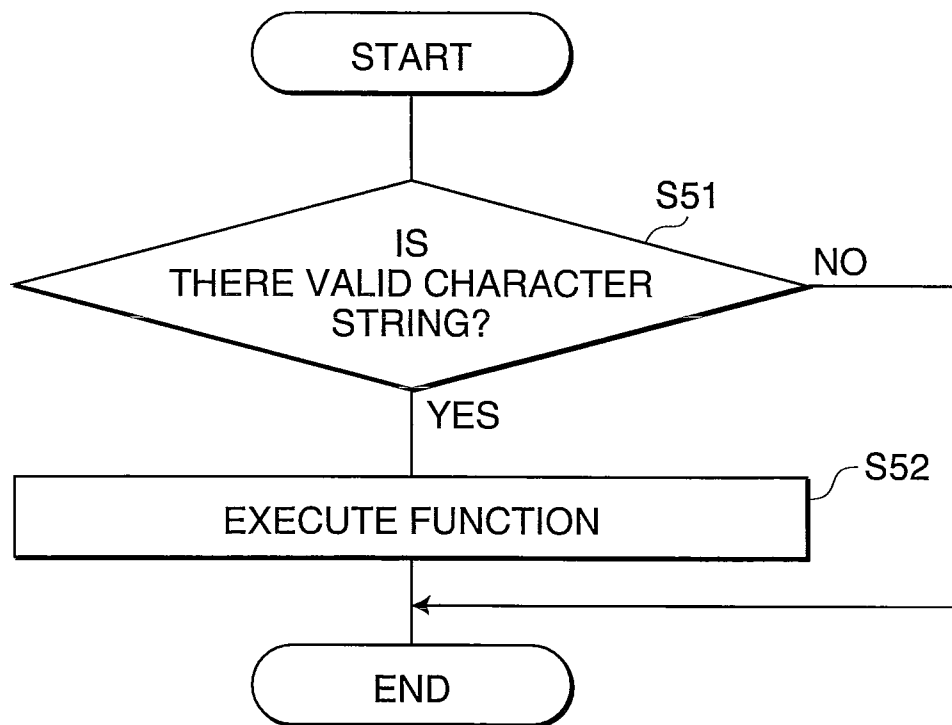 START
S51
IS
THERE VALID CHARACTER
STRING?
NO
YES
S52
EXECUTE FUNCTION
END